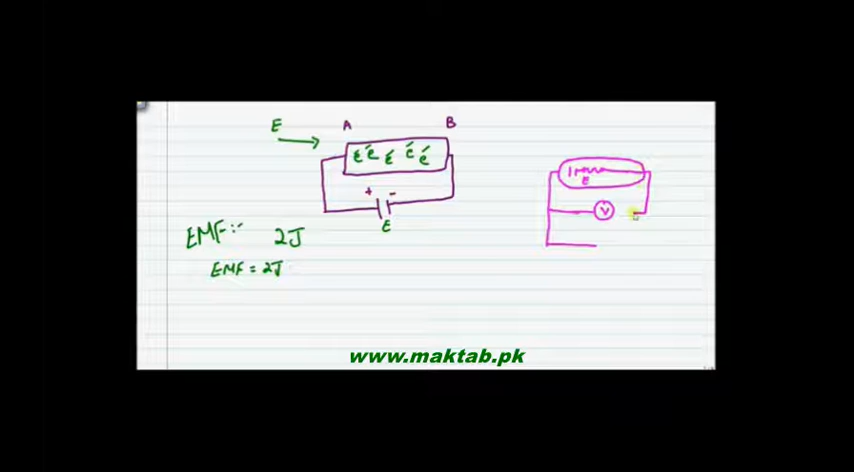 E A B
e e e e e
+ -
E
E
V
EMF:- 2J
EMF = 2J
www.maktab.pk